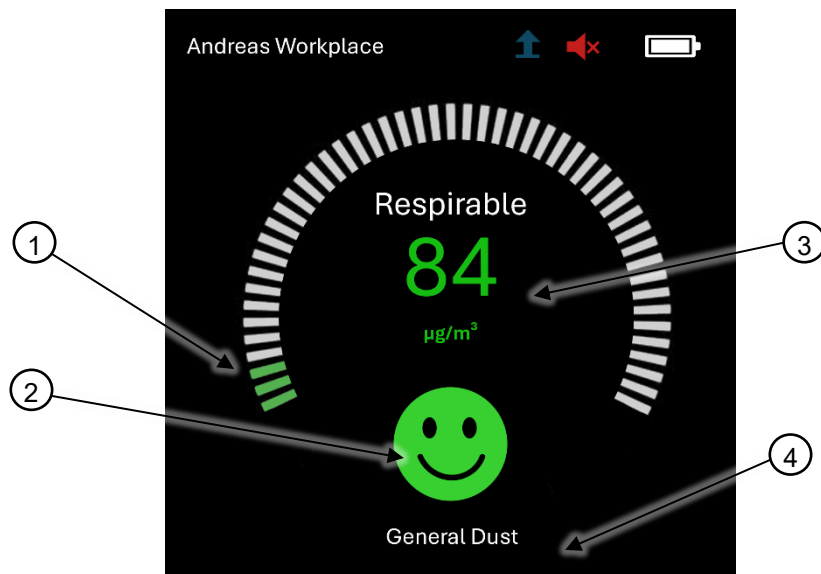 Andreas Workplace
Respirable
1
84
3
µg/m³
2
4
General Dust